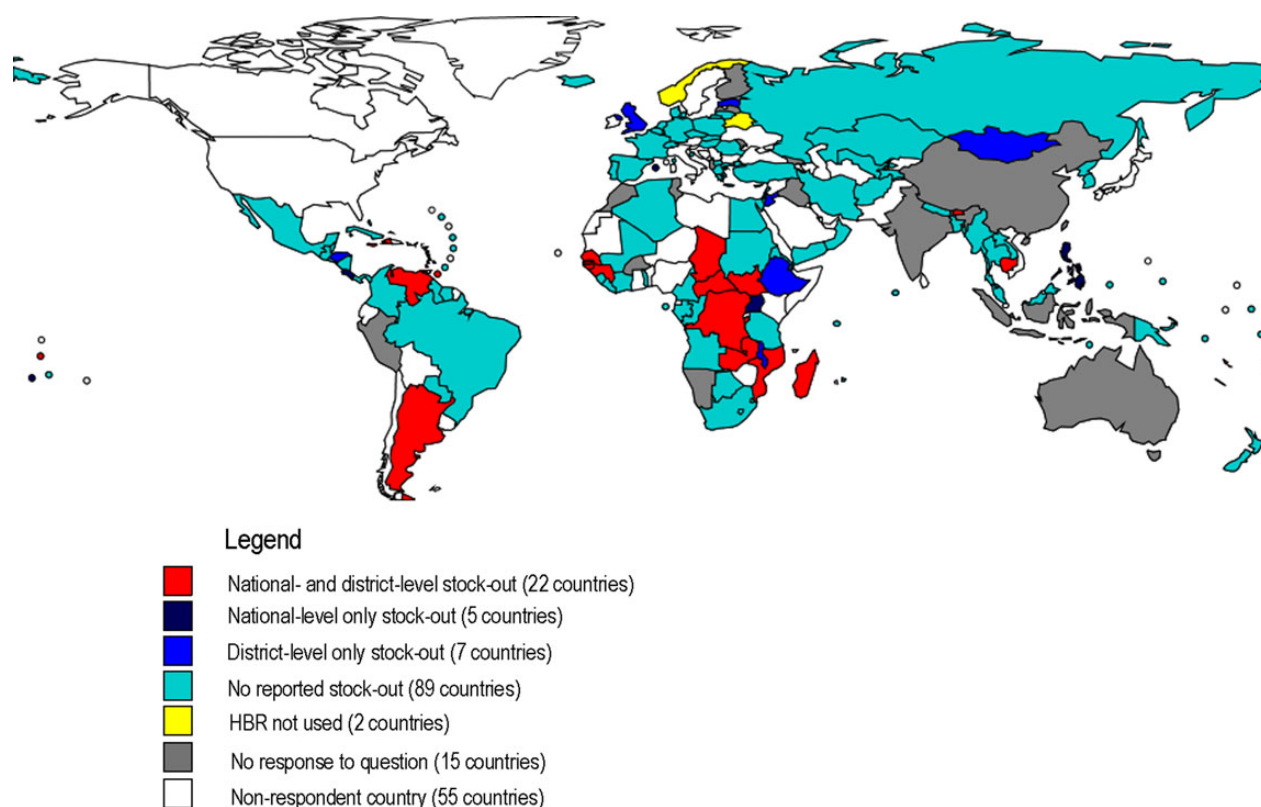 Legend
National- and district-level stock-out (22 countries)
National-level only stock-out (5 countries)
District-level only stock-out (7 countries)
No reported stock-out (89 countries)
HBR not used (2 countries)
No response to question (15 countries)
Non-respondent country (55 countries)